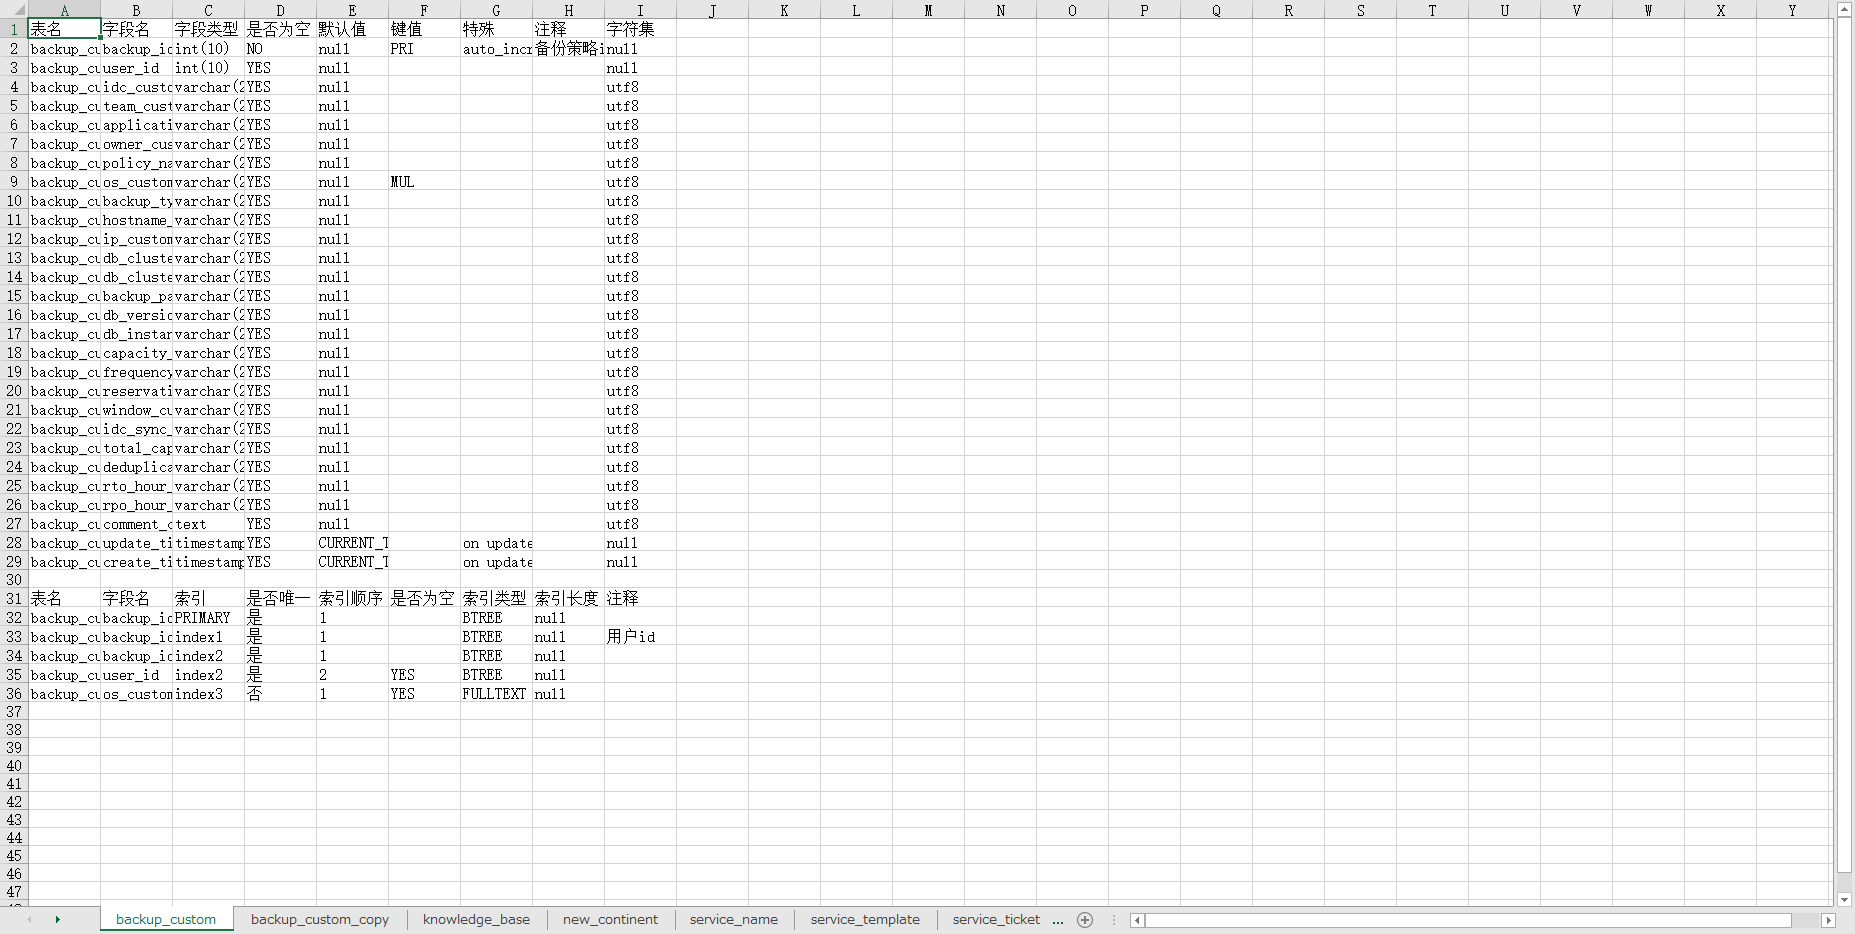 A B C D E F G H I J K L M N O P Q R S T U V W X Y
1 表名 字段名 字段类型 是否为空 默认值 键值 特殊 注释 字符集
2 backup_cu backup_id int(10) NO null PRI auto_incr 备份策略i null
3 backup_cu user_id int(10) YES null null
4 backup_cu idc_custo varchar(2 YES null utf8
5 backup_cu team_cust varchar(2 YES null utf8
6 backup_cu applicati varchar(2 YES null utf8
7 backup_cu owner_cus varchar(2 YES null utf8
8 backup_cu policy_na varchar(2 YES null utf8
9 backup_cu os_custom varchar(2 YES null MUL utf8
10 backup_cu backup_ty varchar(2 YES null utf8
11 backup_cu hostname_ varchar(2 YES null utf8
12 backup_cu ip_custom varchar(2 YES null utf8
13 backup_cu db_cluste varchar(2 YES null utf8
14 backup_cu db_cluste varchar(2 YES null utf8
15 backup_cu backup_pa varchar(2 YES null utf8
16 backup_cu db_versio varchar(2 YES null utf8
17 backup_cu db_instan varchar(2 YES null utf8
18 backup_cu capacity_ varchar(2 YES null utf8
19 backup_cu frequency varchar(2 YES null utf8
20 backup_cu reservati varchar(2 YES null utf8
21 backup_cu window_cu varchar(2 YES null utf8
22 backup_cu idc_sync_ varchar(2 YES null utf8
23 backup_cu total_cap varchar(2 YES null utf8
24 backup_cu deduplica varchar(2 YES null utf8
25 backup_cu rto_hour_ varchar(2 YES null utf8
26 backup_cu rpo_hour_ varchar(2 YES null utf8
27 backup_cu comment_c text YES null utf8
28 backup_cu update_ti timestamp YES CURRENT_T on update null
29 backup_cu create_ti timestamp YES CURRENT_T on update null
30
31 表名 字段名 索引 是否唯一 索引顺序 是否为空 索引类型 索引长度 注释
32 backup_cu backup_id PRIMARY 是 1 BTREE null
33 backup_cu backup_id index1 是 1 BTREE null 用户id
34 backup_cu backup_id index2 是 1 BTREE null
35 backup_cu user_id index2 是 2 YES BTREE null
36 backup_cu os_custom index3 否 1 YES FULLTEXT null
37
38
39
40
41
42
43
44
45
46
47
backup_custom backup_custom_copy knowledge_base new_continent service_name service_template service_ticket ...